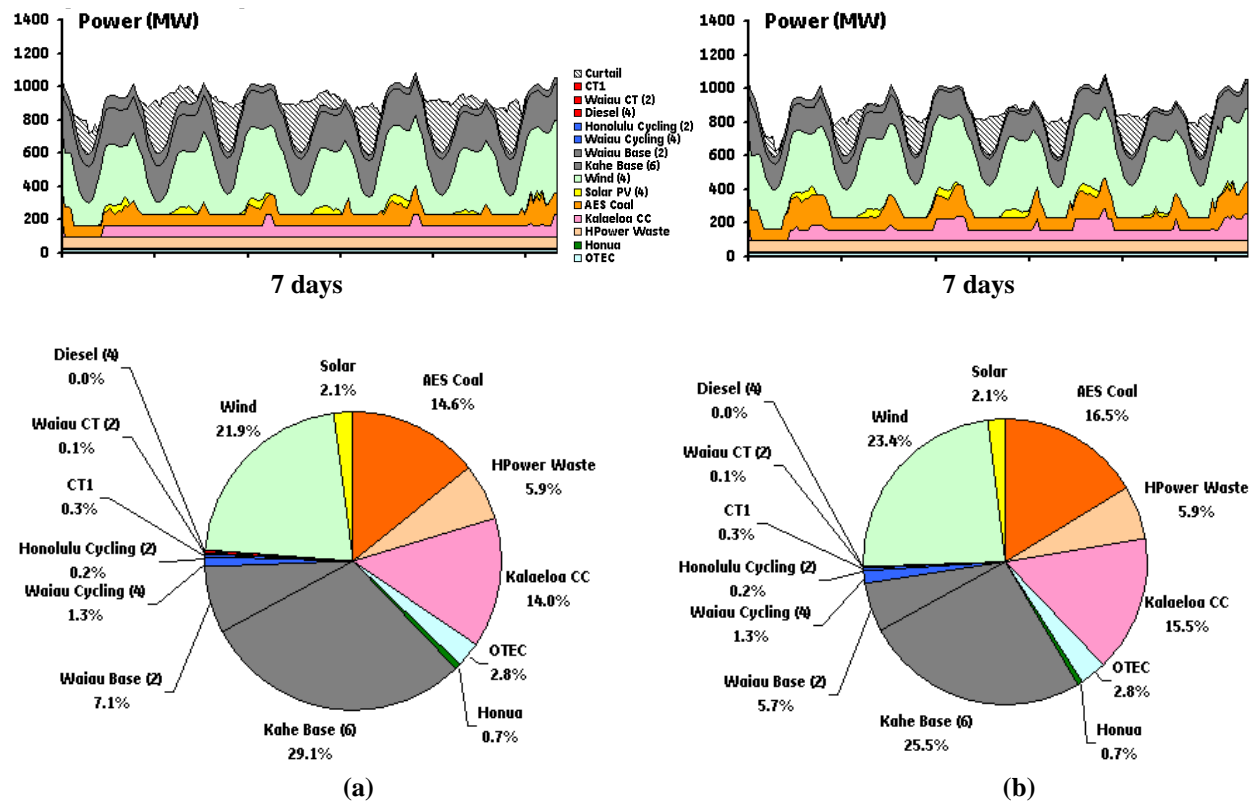 Power (MW)
1400
1200
1000
800
600
400
200
0
7 days
Curtail
CT1
Waiau CT (2)
Diesel (4)
Honolulu Cycling (2)
Waiau Cycling (4)
Waiau Base (2)
Kahe Base (6)
Wind (4)
Solar PV (4)
AES Coal
Kalaeloa CC
HPower Waste
Honua
OTEC
Power (MW)
1400
1200
1000
800
600
400
200
0
7 days
Diesel (4)
0.0%
Solar
2.1%
AES Coal
14.6%
Wind
21.9%
Waiau CT (2)
0.1%
HPower Waste
5.9%
CT1
0.3%
Honolulu Cycling (2)
0.2%
Kalaeloa CC
14.0%
Waiau Cycling (4)
1.3%
OTEC
2.8%
Waiau Base (2)
7.1%
Honua
0.7%
Kahe Base (6)
29.1%
(a)
Diesel (4)
0.0%
Solar
2.1%
AES Coal
16.5%
Wind
23.4%
Waiau CT (2)
0.1%
HPower Waste
5.9%
CT1
0.3%
Honolulu Cycling (2)
0.2%
Kalaeloa CC
15.5%
Waiau Cycling (4)
1.3%
OTEC
2.8%
Waiau Base (2)
5.7%
Honua
0.7%
Kahe Base (6)
25.5%
(b)